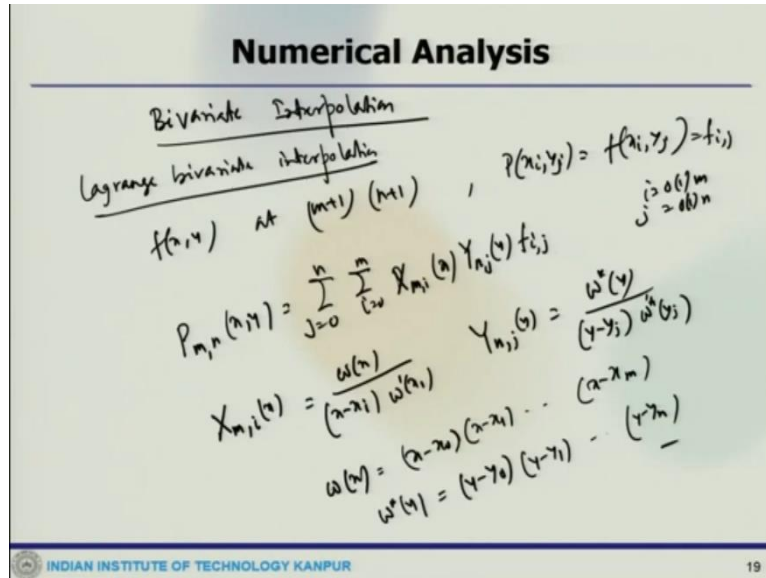 Numerical Analysis
Bivariate Interpolation
Lagrange bivariate interpolation
f(x,y) at (m+1) (n+1) , P(xi,yj) = f(xi,yj) = fi,j
i = 0(1)m
j = 0(1)n
Pm,n(x,y) = ∑_{j=0}^{n} ∑_{i=0}^{m} Xm,i(x) Yn,j(y) fi,j
Xm,i(x) = ω(x) / (x-xi) ω'(xi) Yn,j(y) = ω*(y) / (y-yj) ω*'(yj)
ω(x) = (x-x0)(x-x1) .. (x-xm)
ω*(y) = (y-y0)(y-y1) .. (y-yn)
INDIAN INSTITUTE OF TECHNOLOGY KANPUR
19